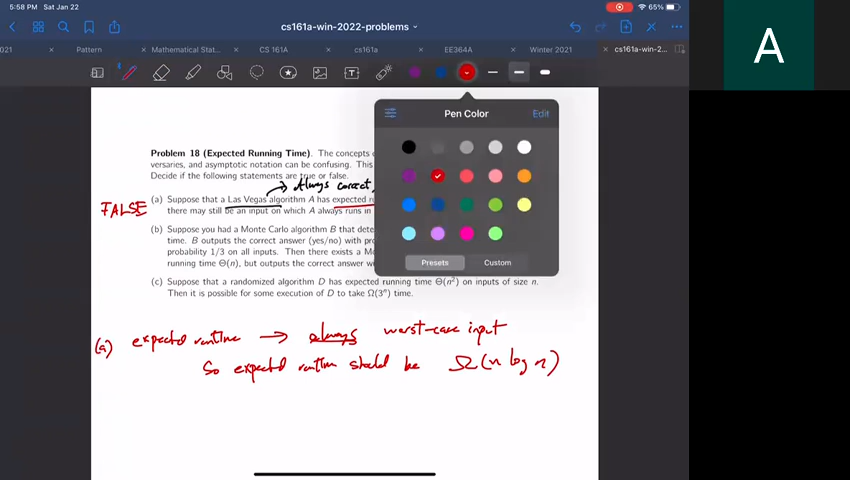 5:58 PM Sat Jan 22
65%
cs161a-win-2022-problems
2021 Pattern Mathematical Stat... CS 161A cs161a EE364A Winter 2021 cs161a-win-2...
Pen Color
Edit
Problem 18 (Expected Running Time). The concepts o
versaries, and asymptotic notation can be confusing. This
Decide if the following statements are true or false.
Always correct,
FALSE
(a) Suppose that a Las Vegas algorithm A has expected r
there may still be an input on which A always runs in
(b) Suppose you had a Monte Carlo algorithm B that dete
time. B outputs the correct answer (yes/no) with pro
probability 1/3 on all inputs. Then there exists a Mo
running time Θ(n), but outputs the correct answer w
Presets
Custom
(c) Suppose that a randomized algorithm D has expected running time Θ(n²) on inputs of size n.
Then it is possible for some execution of D to take Ω(3ⁿ) time.
(a) expected runtime → always worst-case input
So expected runtime should be Ω(n log n)
A